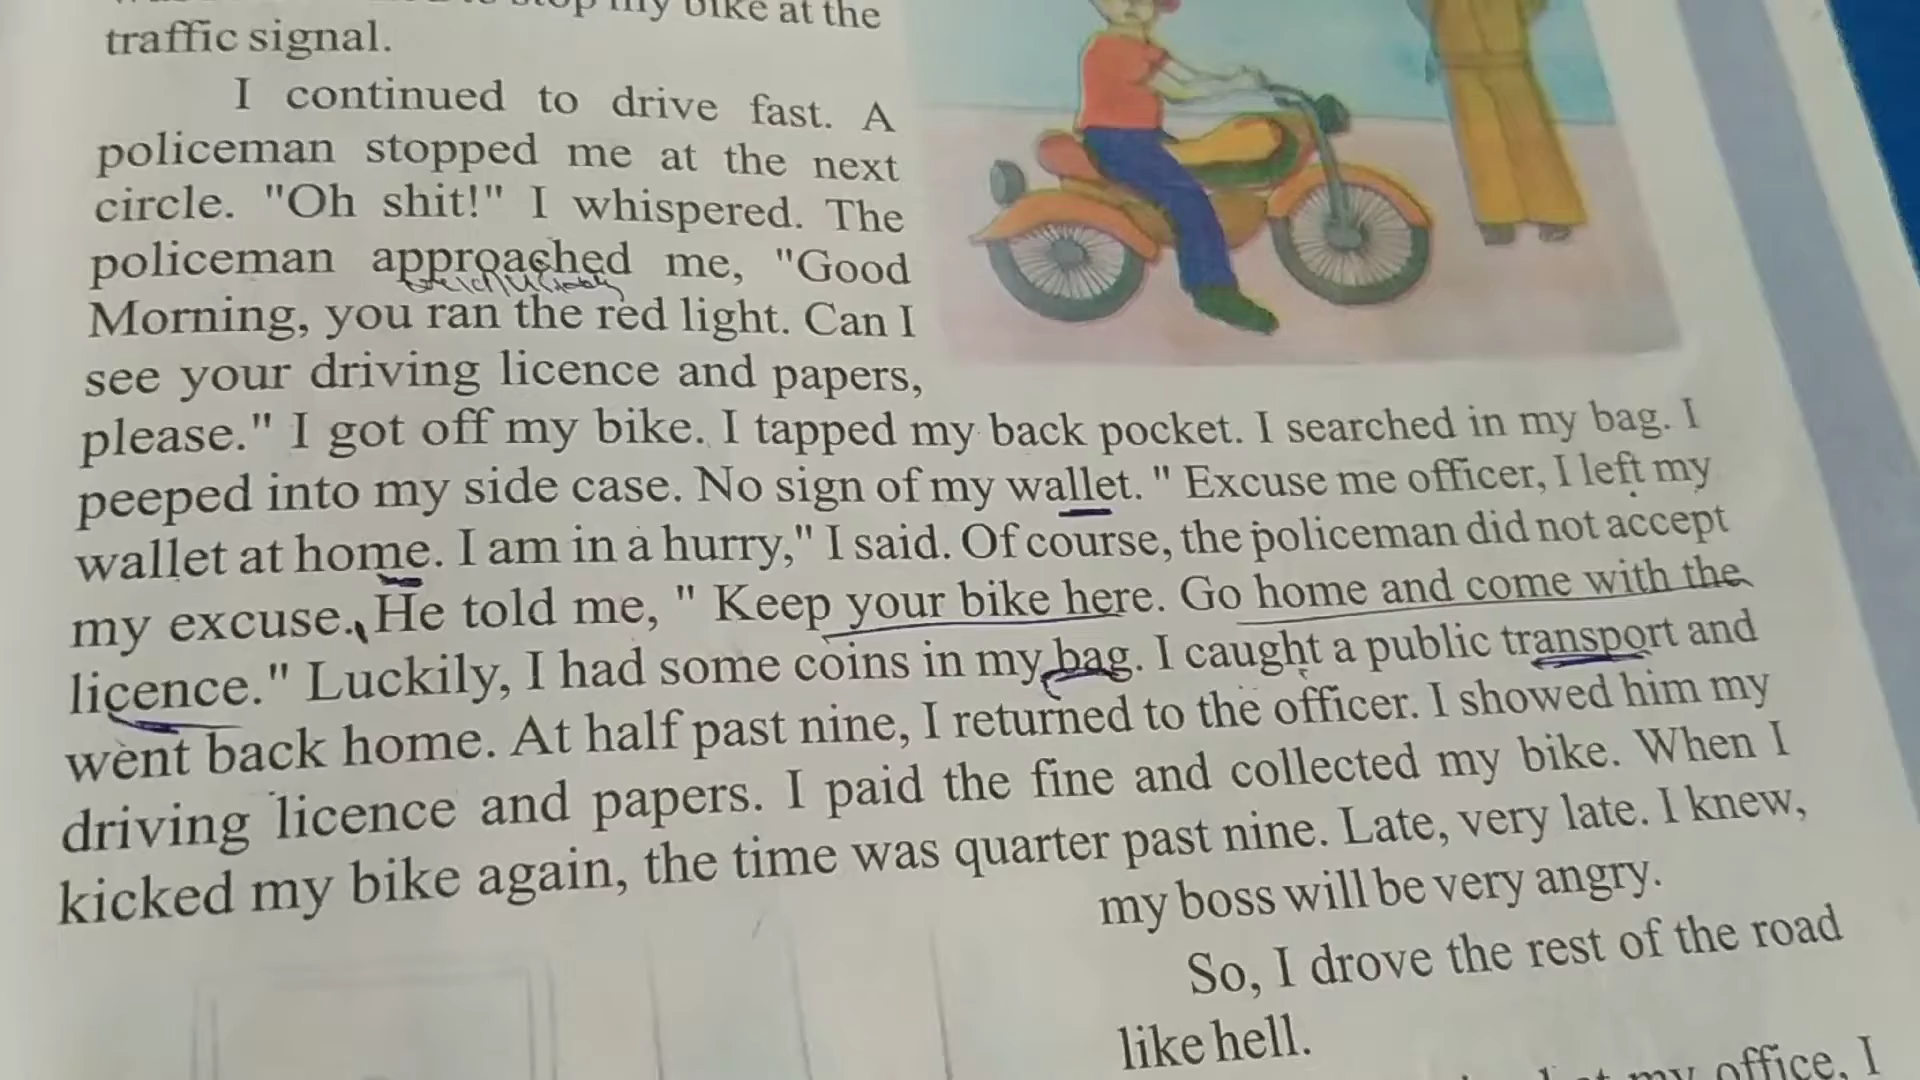 stop my bike at the
traffic signal.
I continued to drive fast. A
policeman stopped me at the next
circle. "Oh shit!" I whispered. The
policeman approached me, "Good
Morning, you ran the red light. Can I
see your driving licence and papers,
please." I got off my bike. I tapped my back pocket. I searched in my bag. I
peeped into my side case. No sign of my wallet. " Excuse me officer, I left my
wallet at home. I am in a hurry," I said. Of course, the policeman did not accept
my excuse. He told me, " Keep your bike here. Go home and come with the
licence." Luckily, I had some coins in my bag. I caught a public transport and
went back home. At half past nine, I returned to the officer. I showed him my
driving licence and papers. I paid the fine and collected my bike. When I
kicked my bike again, the time was quarter past nine. Late, very late. I knew,
my boss will be very angry.
So, I drove the rest of the road
like hell.
my office, I